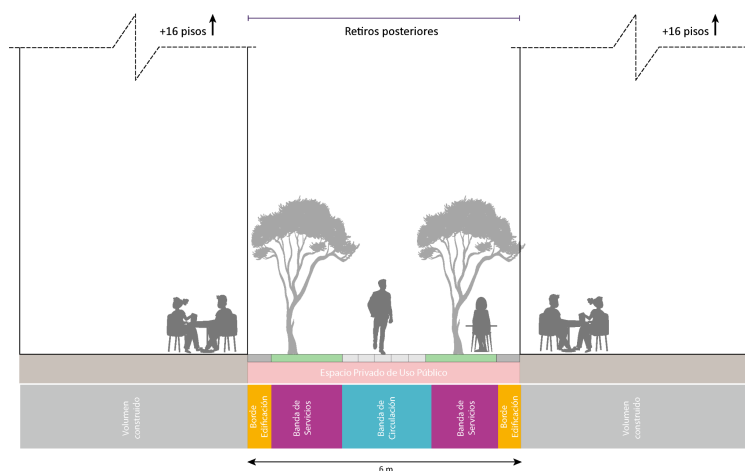 +16 pisos
Retiros posteriores
+16 pisos
Espacio Privado de Uso Público
Volumen
construido
Borde
Edificación
Banda de
Servicios
Banda de
Circulación
Banda de
Servicios
Borde
Edificación
Volumen
construido
6 m